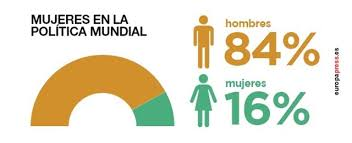 MUJERES EN LA
POLÍTICA MUNDIAL
hombres
84%
mujeres
16%
europapress.es